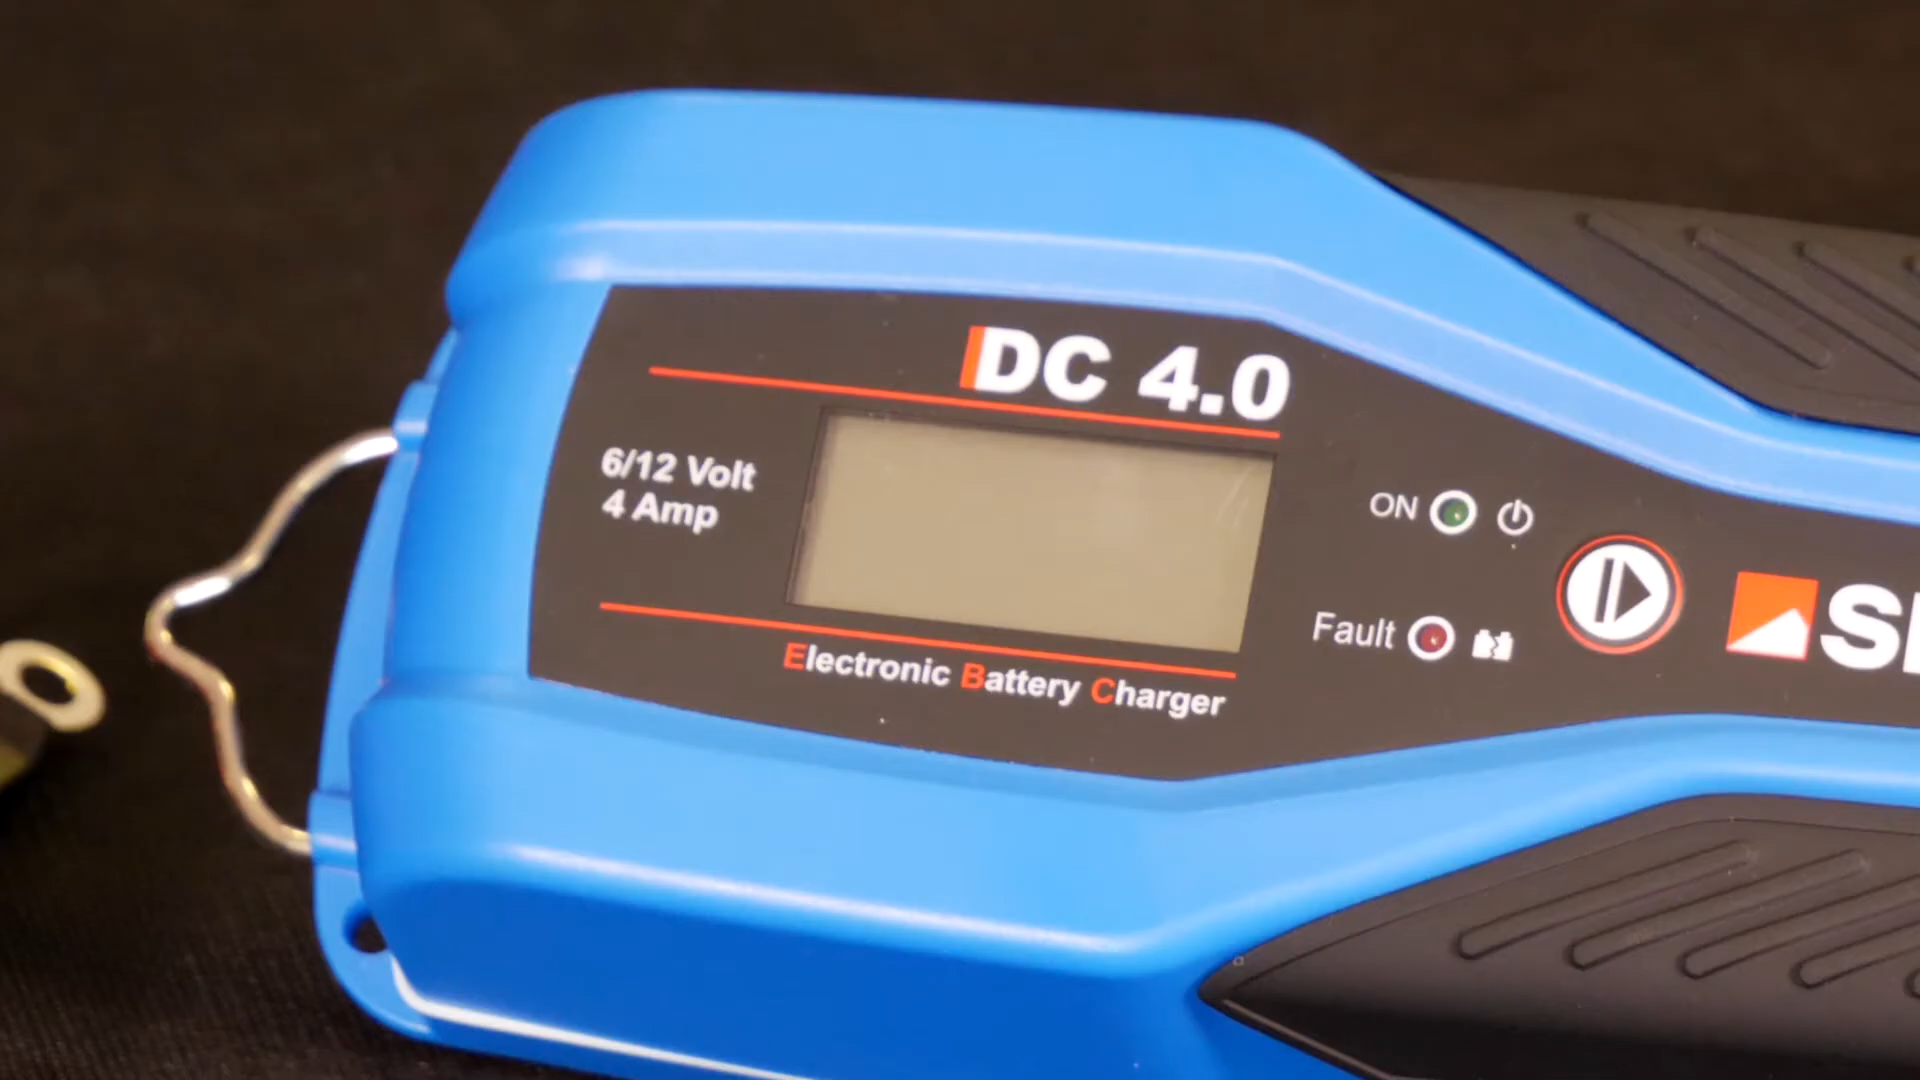 DC 4.0
6/12 Volt
4 Amp
ON
Fault
Electronic Battery Charger